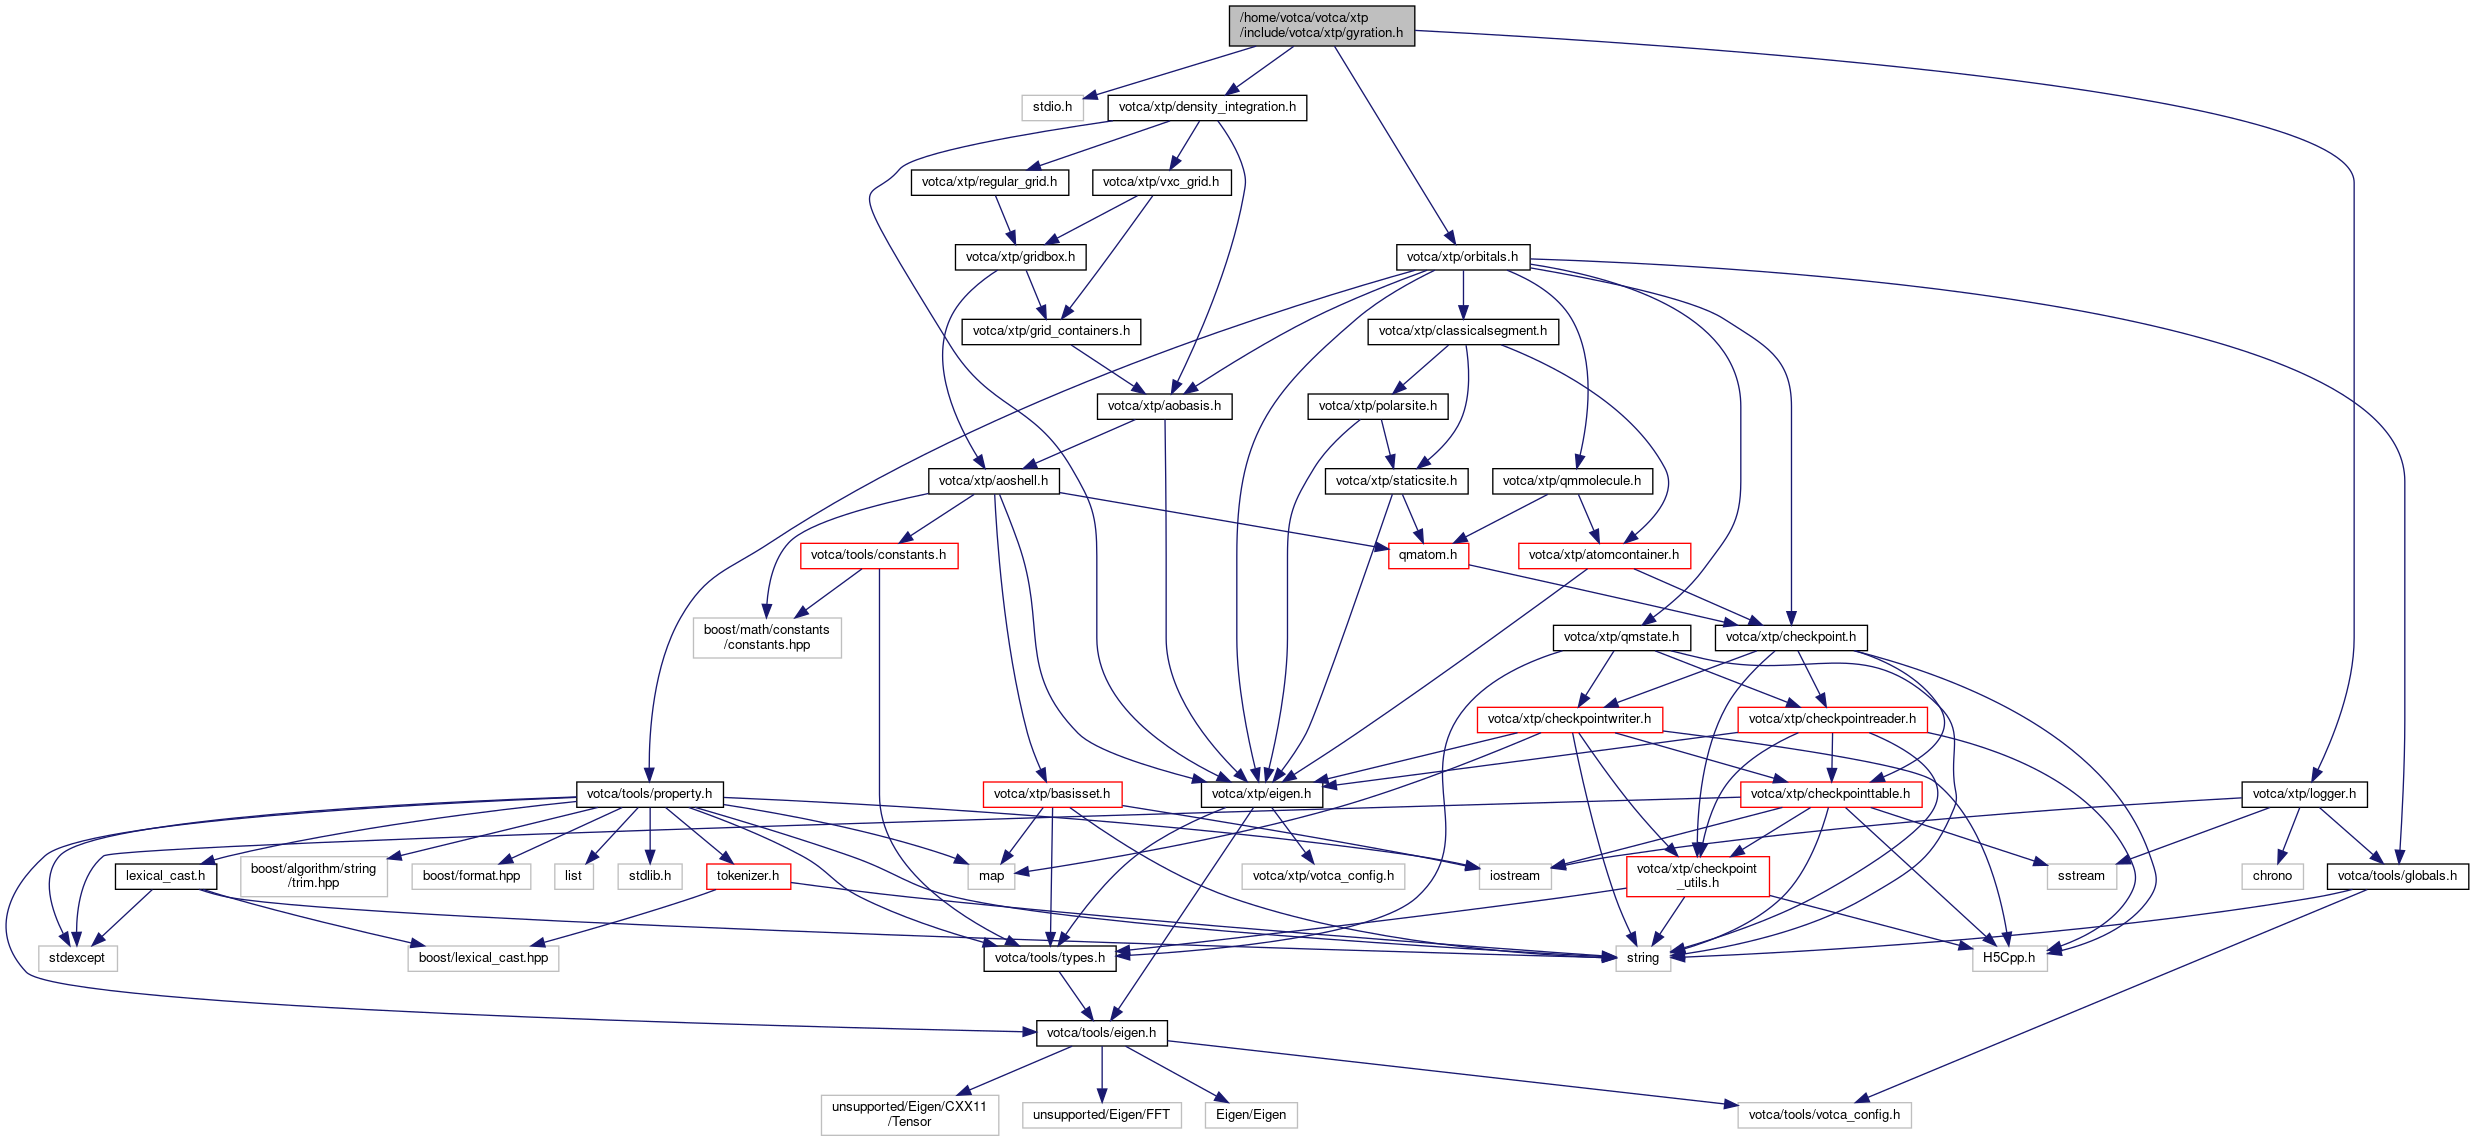 /home/votca/votca/xtp
/include/votca/xtp/gyration.h
stdio.h
votca/xtp/density_integration.h
votca/xtp/regular_grid.h
votca/xtp/vxc_grid.h
votca/xtp/gridbox.h
votca/xtp/orbitals.h
votca/xtp/grid_containers.h
votca/xtp/classicalsegment.h
votca/xtp/aobasis.h
votca/xtp/polarsite.h
votca/xtp/aoshell.h
votca/xtp/staticsite.h
votca/xtp/qmmolecule.h
votca/tools/constants.h
qmatom.h
votca/xtp/atomcontainer.h
boost/math/constants
/constants.hpp
votca/xtp/qmstate.h
votca/xtp/checkpoint.h
votca/xtp/checkpointwriter.h
votca/xtp/checkpointreader.h
votca/tools/property.h
votca/xtp/basisset.h
votca/xtp/eigen.h
votca/xtp/checkpointtable.h
votca/xtp/logger.h
lexical_cast.h
boost/algorithm/string
/trim.hpp
boost/format.hpp
list
stdlib.h
tokenizer.h
map
votca/xtp/votca_config.h
iostream
votca/xtp/checkpoint
_utils.h
sstream
chrono
votca/tools/globals.h
stdexcept
boost/lexical_cast.hpp
votca/tools/types.h
string
H5Cpp.h
votca/tools/eigen.h
unsupported/Eigen/CXX11
/Tensor
unsupported/Eigen/FFT
Eigen/Eigen
votca/tools/votca_config.h